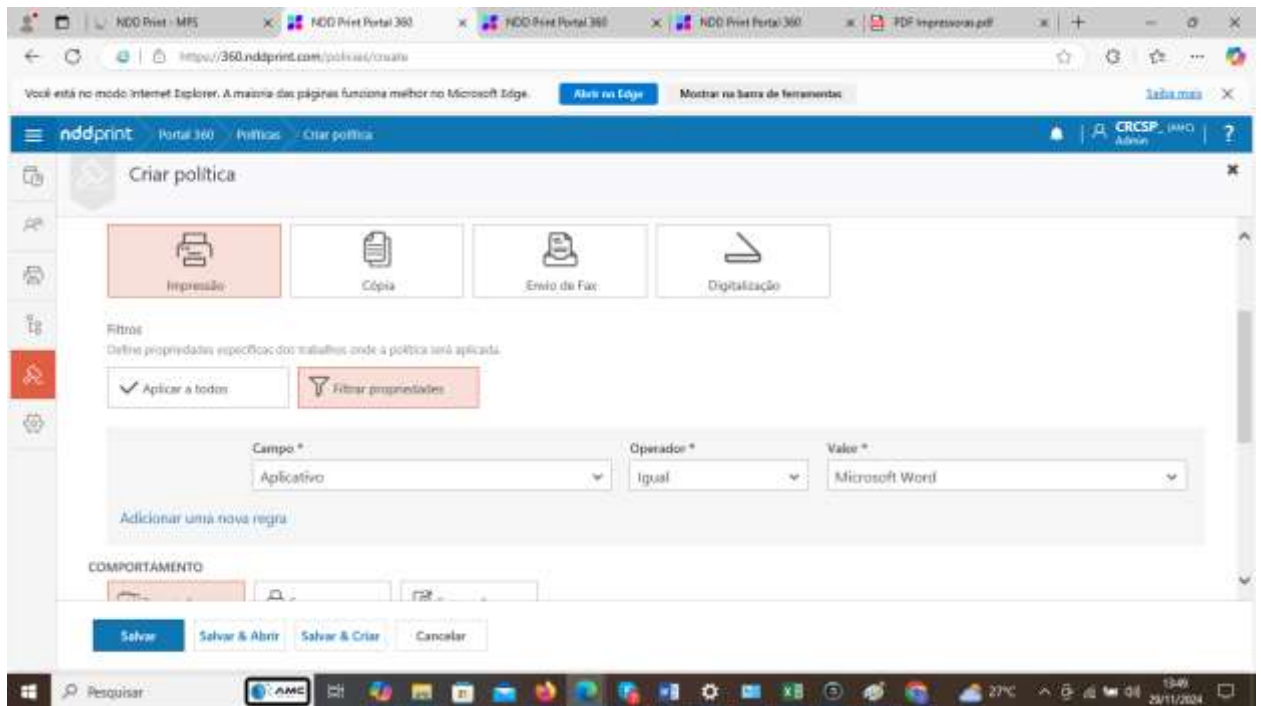 NDD Print - MPS
NDD Print Portal 360
NDD Print Portal 360
NDD Print Portal 360
PDF Impressoras.pdf
https://360.nddprint.com/policies/create
Você está no modo Internet Explorer. A maioria das páginas funciona melhor no Microsoft Edge.
Abrir no Edge
Mostrar na barra de ferramentas
Saiba mais
nddprint Portal 360 Políticas Criar política
CRCSP_ (AMC)
Admin
?
Criar política
Impressão
Cópia
Envio de Fax
Digitalização
Filtros
Define propriedades específicas dos trabalhos onde a política será aplicada.
Aplicar a todos
Filtrar propriedades
Campo * Operador * Valor *
Aplicativo Igual Microsoft Word
Adicionar uma nova regra
COMPORTAMENTO
Salvar Salvar & Abrir Salvar & Criar Cancelar
Pesquisar
AMC
27°C
13:49
29/11/2024